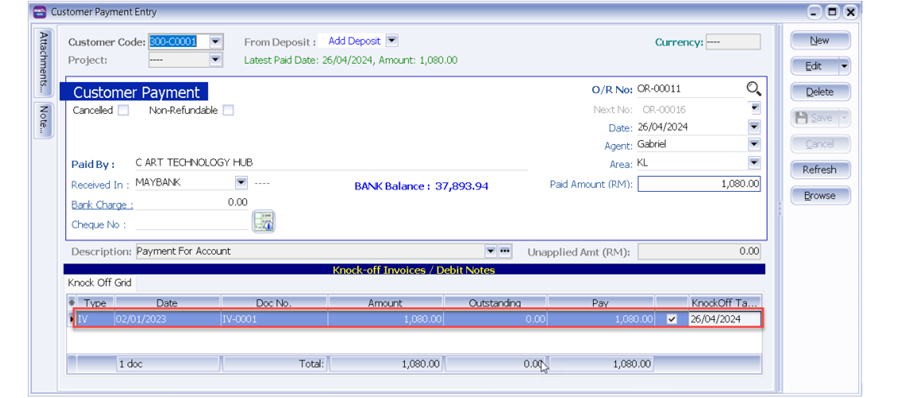 Customer Payment Entry
Attachments...
Note...
Customer Code: 300-C0001 From Deposit : Add Deposit Currency: ----
Project: ---- Latest Paid Date: 26/04/2024, Amount: 1,080.00
Customer Payment O/R No: OR-00011
Cancelled Non-Refundable Next No: OR-00016
Date: 26/04/2024
Agent: Gabriel
Paid By : C ART TECHNOLOGY HUB Area: KL
Received In : MAYBANK ---- BANK Balance : 37,893.94 Paid Amount (RM): 1,080.00
Bank Charge : 0.00
Cheque No :
Description: Payment For Account Unapplied Amt (RM): 0.00
Knock-off Invoices / Debit Notes
Knock Off Grid
Type Date Doc No. Amount Outstanding Pay KnockOff Ta...
IV 02/01/2023 IV-0001 1,080.00 0.00 1,080.00 26/04/2024
1 doc Total: 1,080.00 0.00 1,080.00
New
Edit
Delete
Save
Cancel
Refresh
Browse